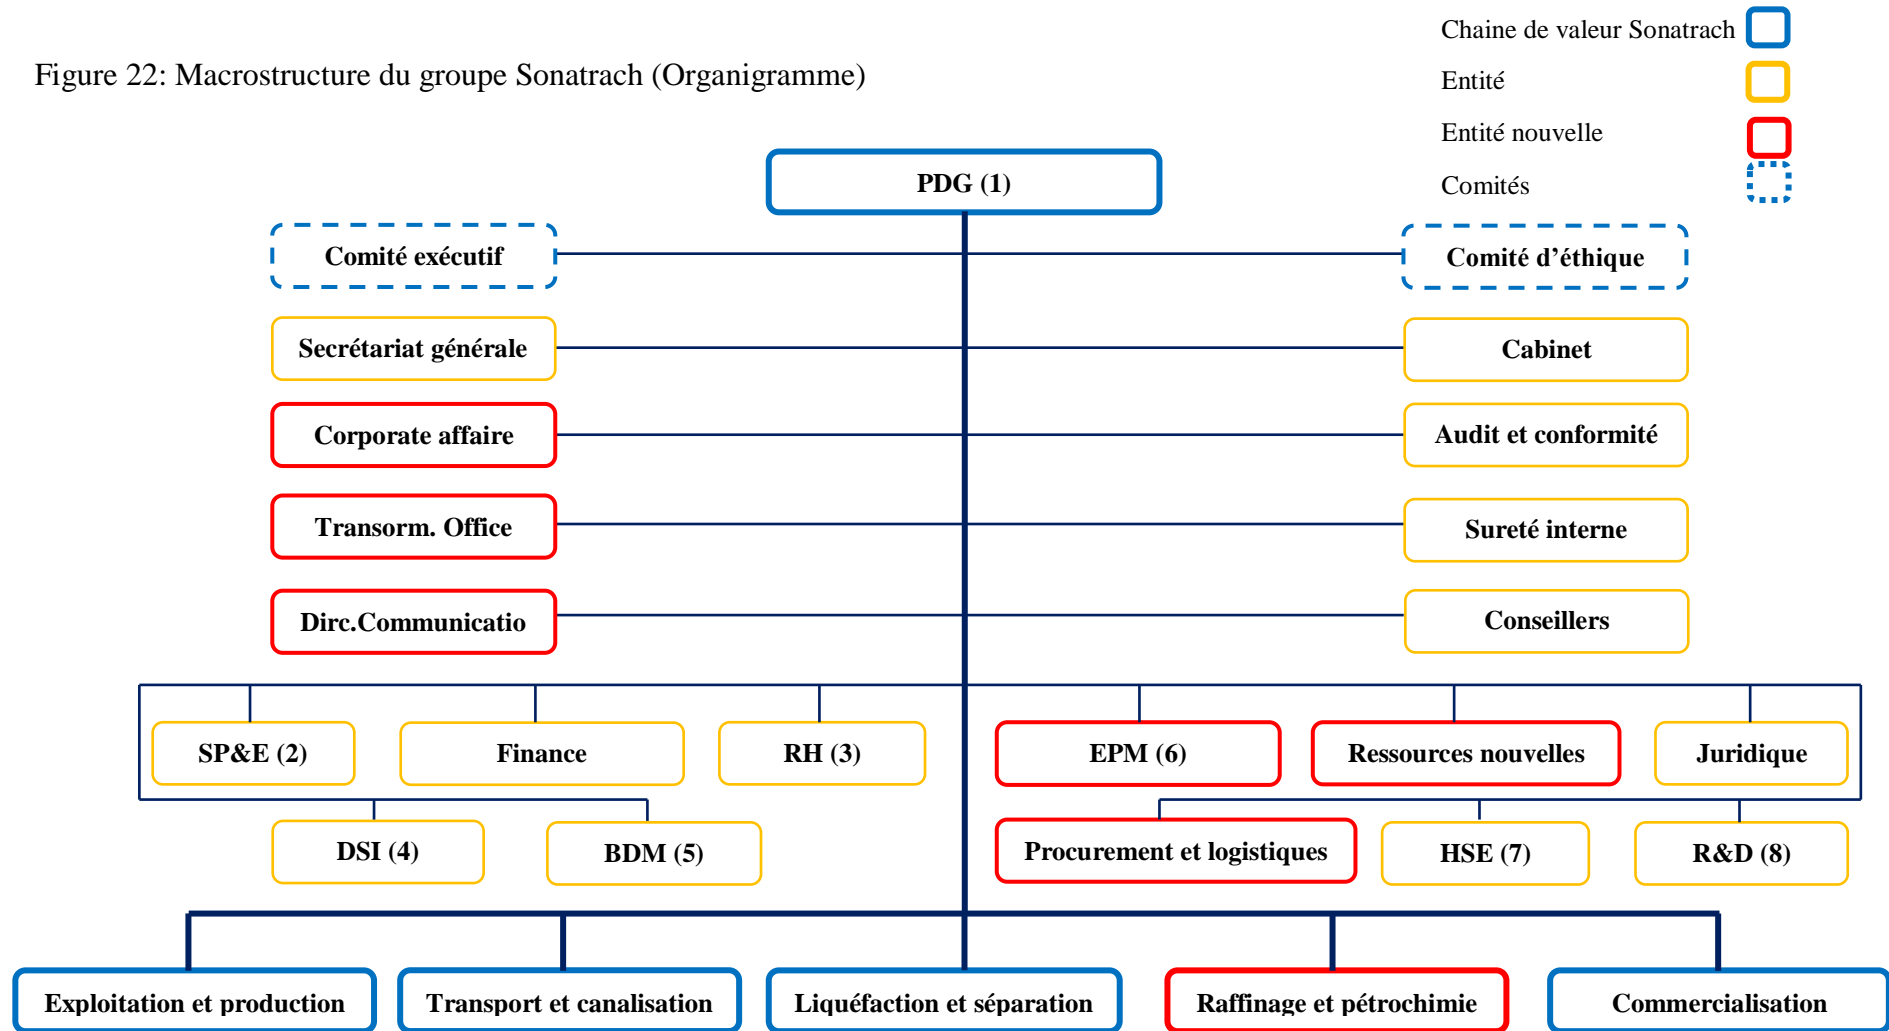 Chaine de valeur Sonatrach
Figure 22: Macrostructure du groupe Sonatrach (Organigramme)
Entité
Entité nouvelle
Comités
PDG (1)
Comité exécutif
Comité d’éthique
Secrétariat générale
Cabinet
Corporate affaire
Audit et conformité
Transorm. Office
Sureté interne
Dirc.Communicatio
Conseillers
SP&E (2)
Finance
RH (3)
EPM (6)
Ressources nouvelles
Juridique
DSI (4)
BDM (5)
Procurement et logistiques
HSE (7)
R&D (8)
Exploitation et production
Transport et canalisation
Liquéfaction et séparation
Raffinage et pétrochimie
Commercialisation